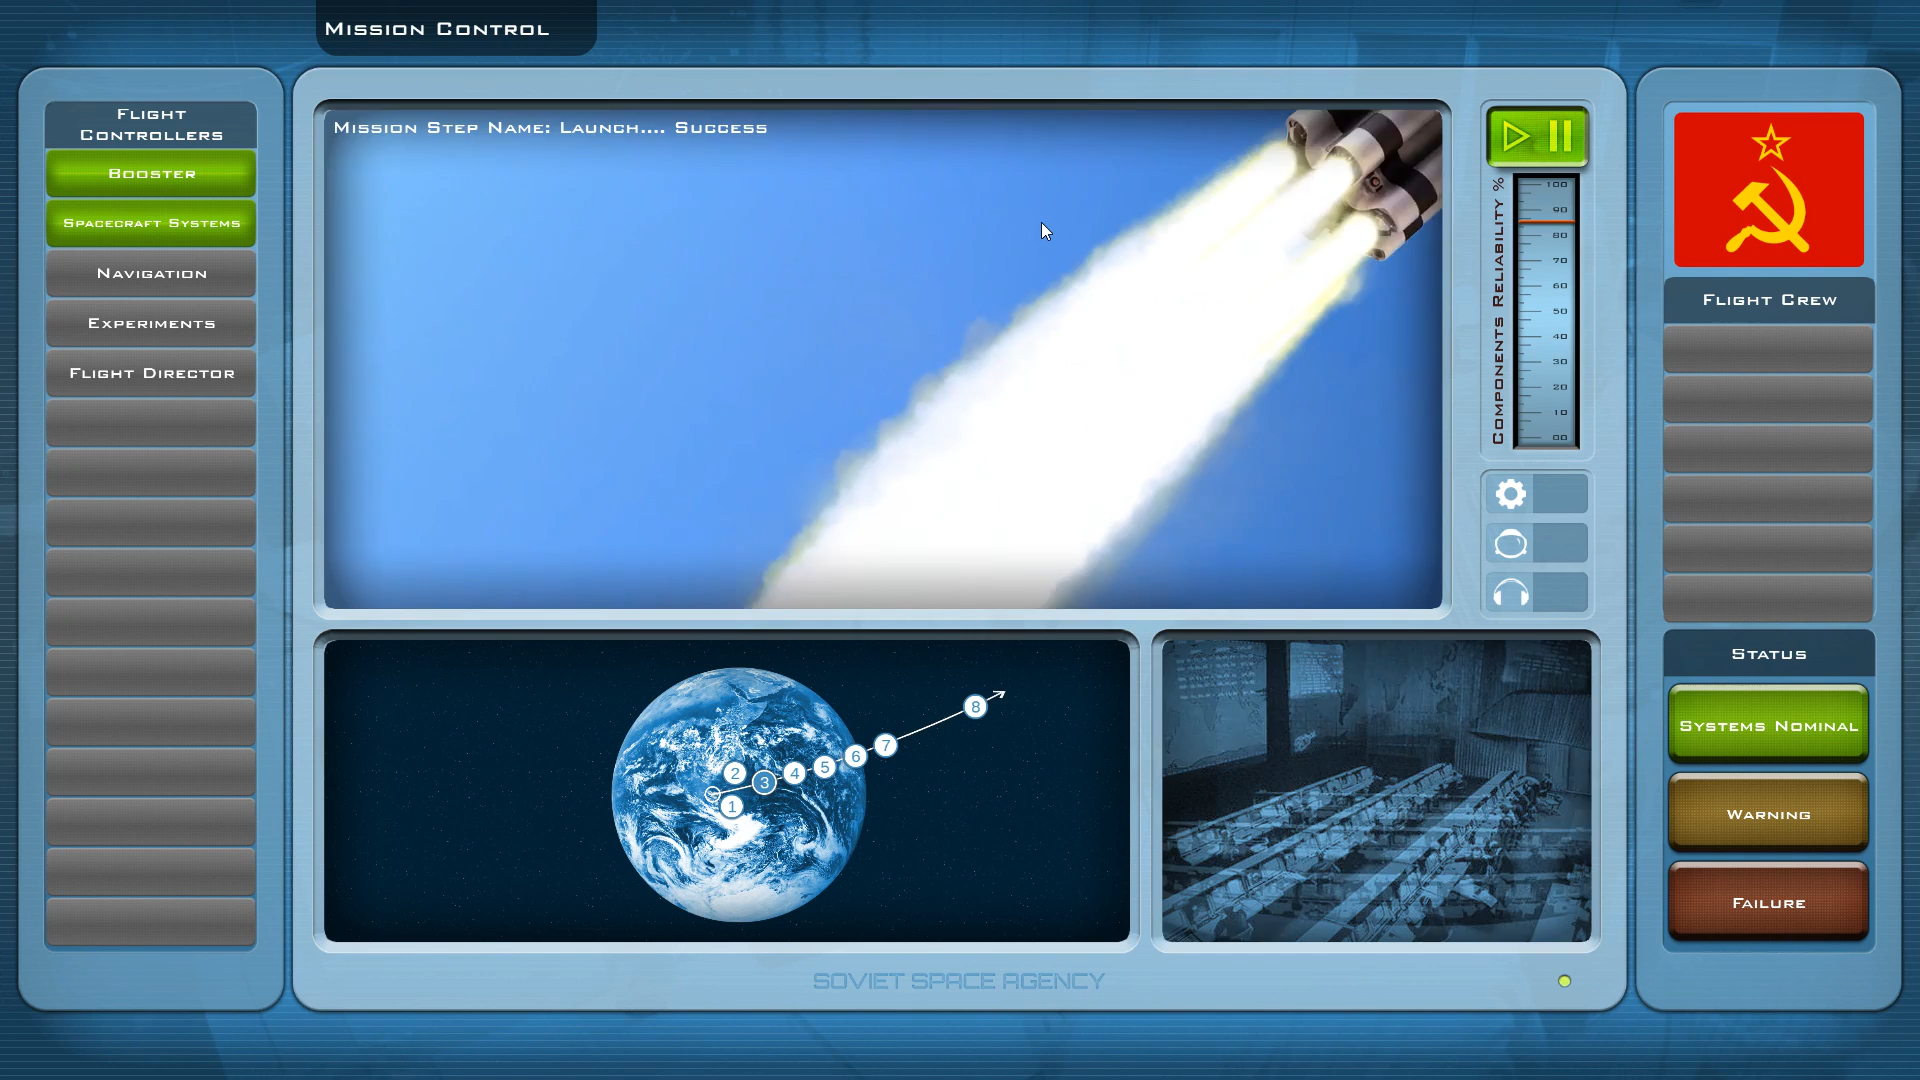 Mission Control
Flight
Controllers
Booster
Spacecraft Systems
Navigation
Experiments
Flight Director
Mission Step Name: Launch.... Success
Components Reliability %
100
90
80
70
60
50
40
30
20
10
00
1
2
3
4
5
6
7
8
SOVIET SPACE AGENCY
Flight Crew
Status
Systems Nominal
Warning
Failure